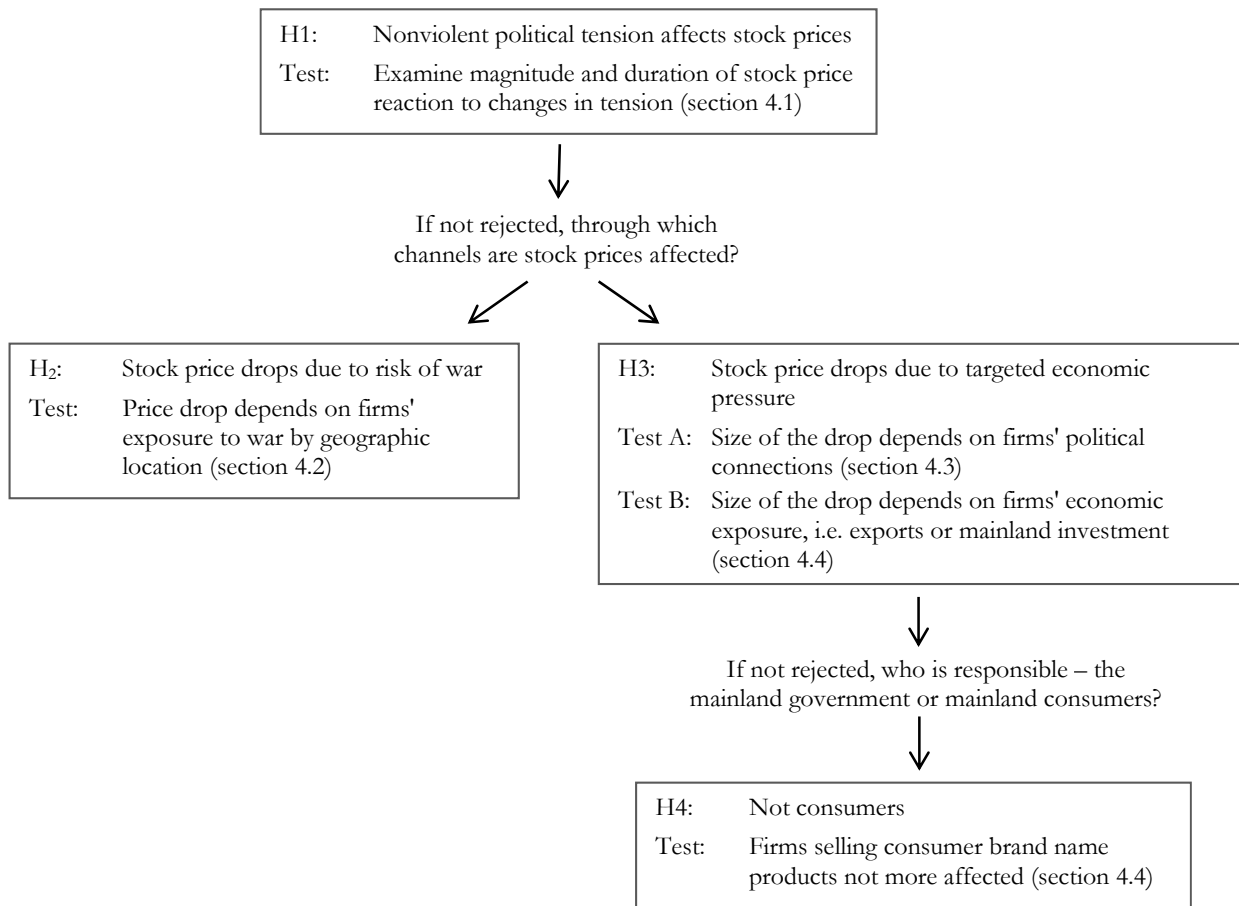 H1: Nonviolent political tension affects stock prices
Test: Examine magnitude and duration of stock price
reaction to changes in tension (section 4.1)
If not rejected, through which
channels are stock prices affected?
H₂: Stock price drops due to risk of war
Test: Price drop depends on firms'
exposure to war by geographic
location (section 4.2)
H3: Stock price drops due to targeted economic
pressure
Test A: Size of the drop depends on firms' political
connections (section 4.3)
Test B: Size of the drop depends on firms' economic
exposure, i.e. exports or mainland investment
(section 4.4)
If not rejected, who is responsible – the
mainland government or mainland consumers?
H4: Not consumers
Test: Firms selling consumer brand name
products not more affected (section 4.4)